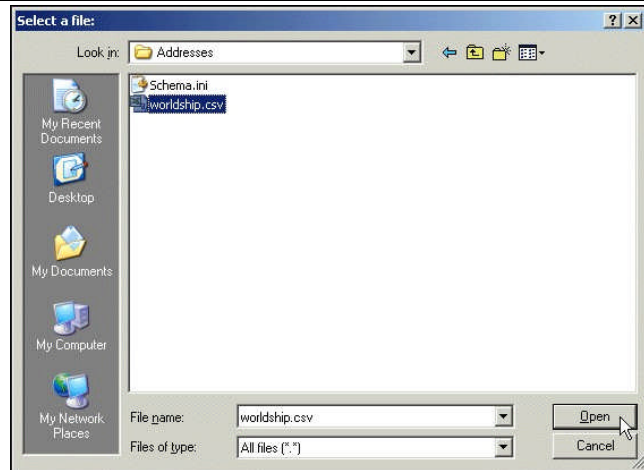 Select a file:
Look in:
Addresses
Schema.ini
worldship.csv
My Recent
Documents
Desktop
My Documents
My Computer
My Network
Places
File name:
worldship.csv
Open
Files of type:
All files (*.*)
Cancel